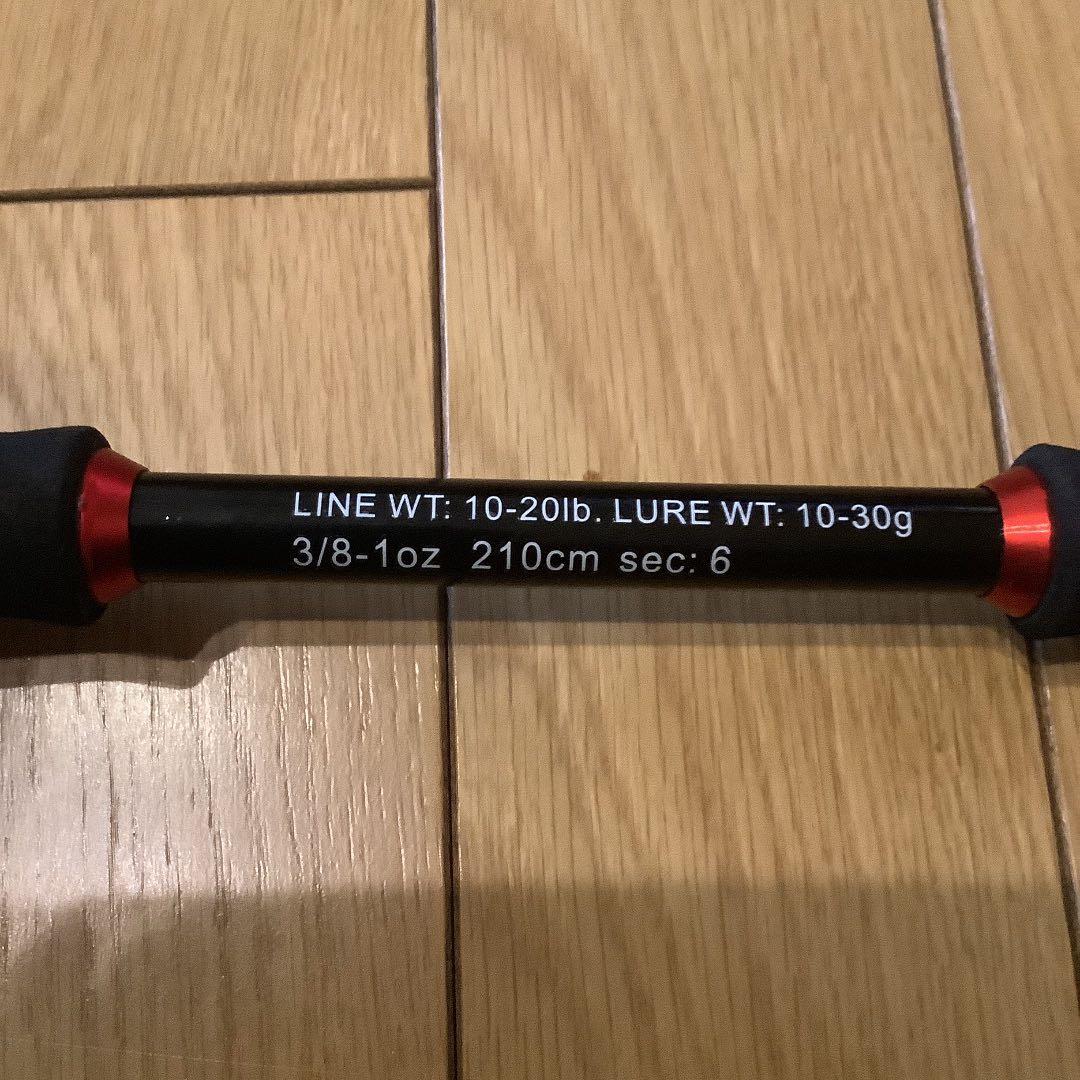 LINE WT: 10-20lb. LURE WT: 10-30g
3/8-1oz 210cm sec: 6